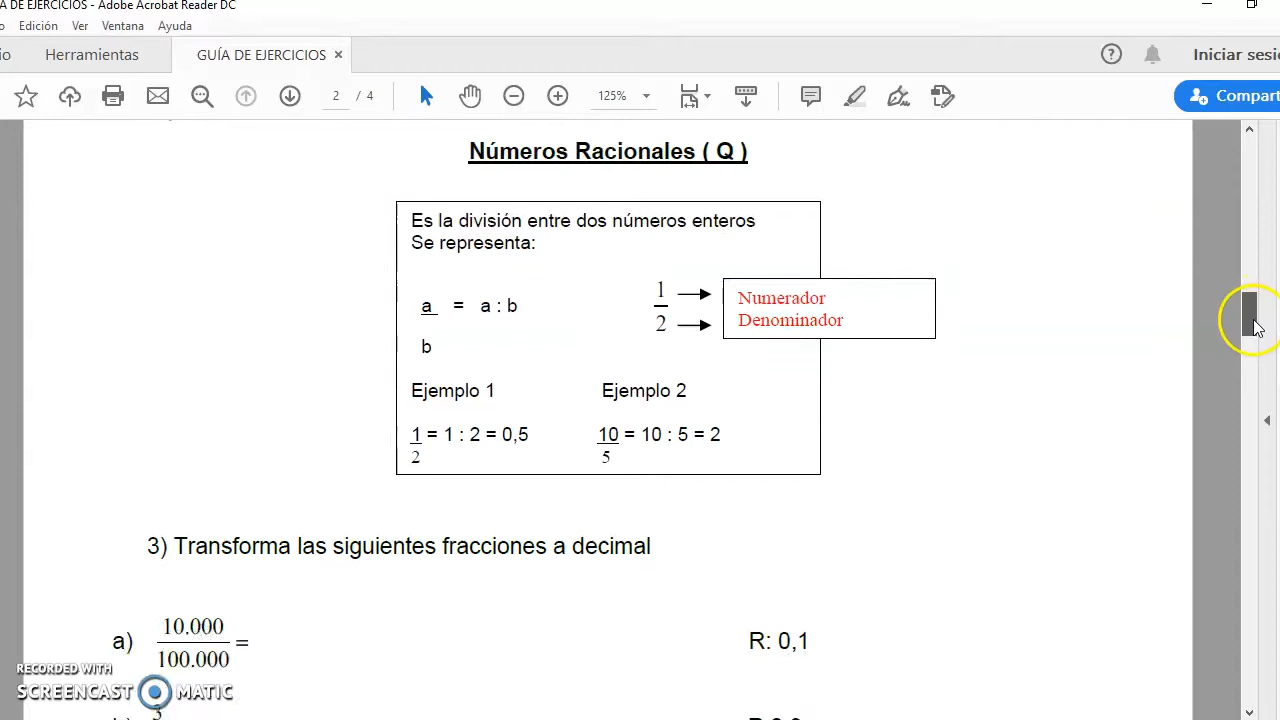 A DE EJERCICIOS - Adobe Acrobat Reader DC
o Edición Ver Ventana Ayuda
io Herramientas GUÍA DE EJERCICIOS × Iniciar sesió
2 / 4 125% Compart
Números Racionales ( Q )
Es la división entre dos números enteros
Se representa:
a = a : b
b
1
2
Numerador
Denominador
Ejemplo 1 Ejemplo 2
1 = 1 : 2 = 0,5 10 = 10 : 5 = 2
2 5
3) Transforma las siguientes fracciones a decimal
a) 10.000 = R: 0,1
100.000
RECORDED WITH
SCREENCAST MATIC
3